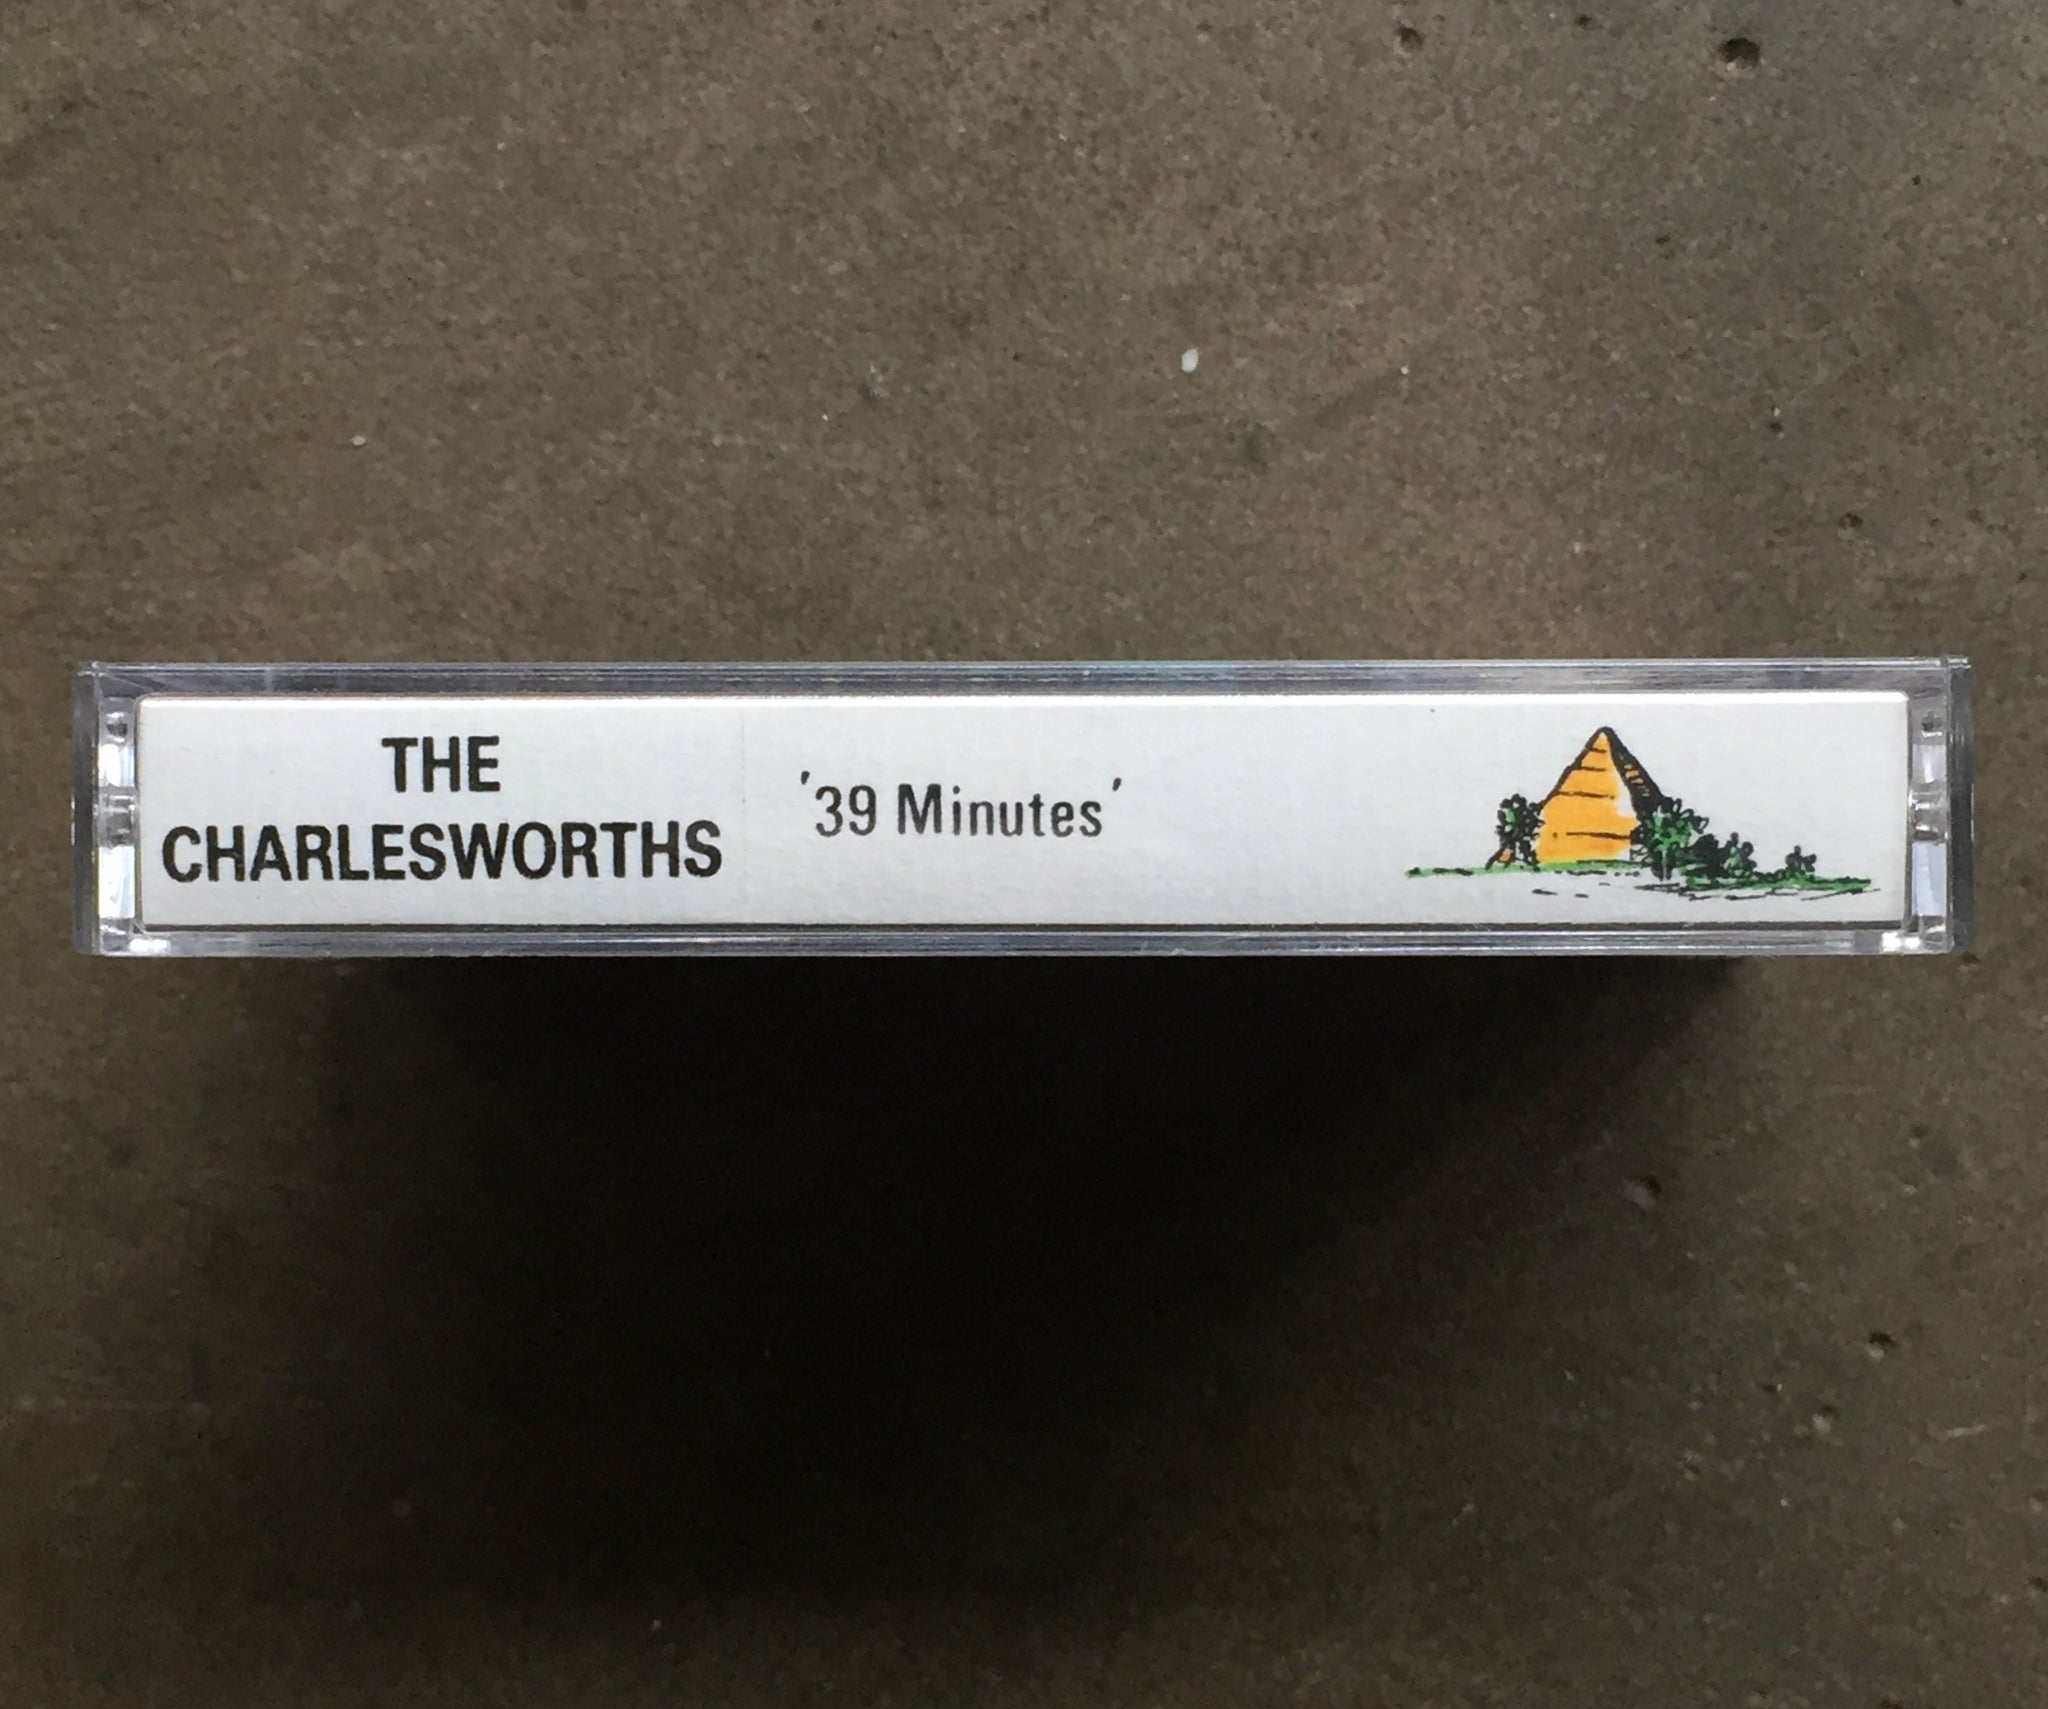 THE
CHARLESWORTHS
'39 Minutes'